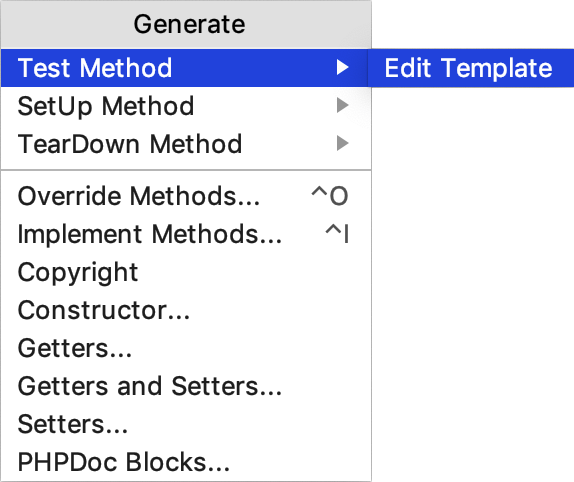 Generate
Test Method
Edit Template
SetUp Method
TearDown Method
Override Methods... ^O
Implement Methods... ^I
Copyright
Constructor...
Getters...
Getters and Setters...
Setters...
PHPDoc Blocks...